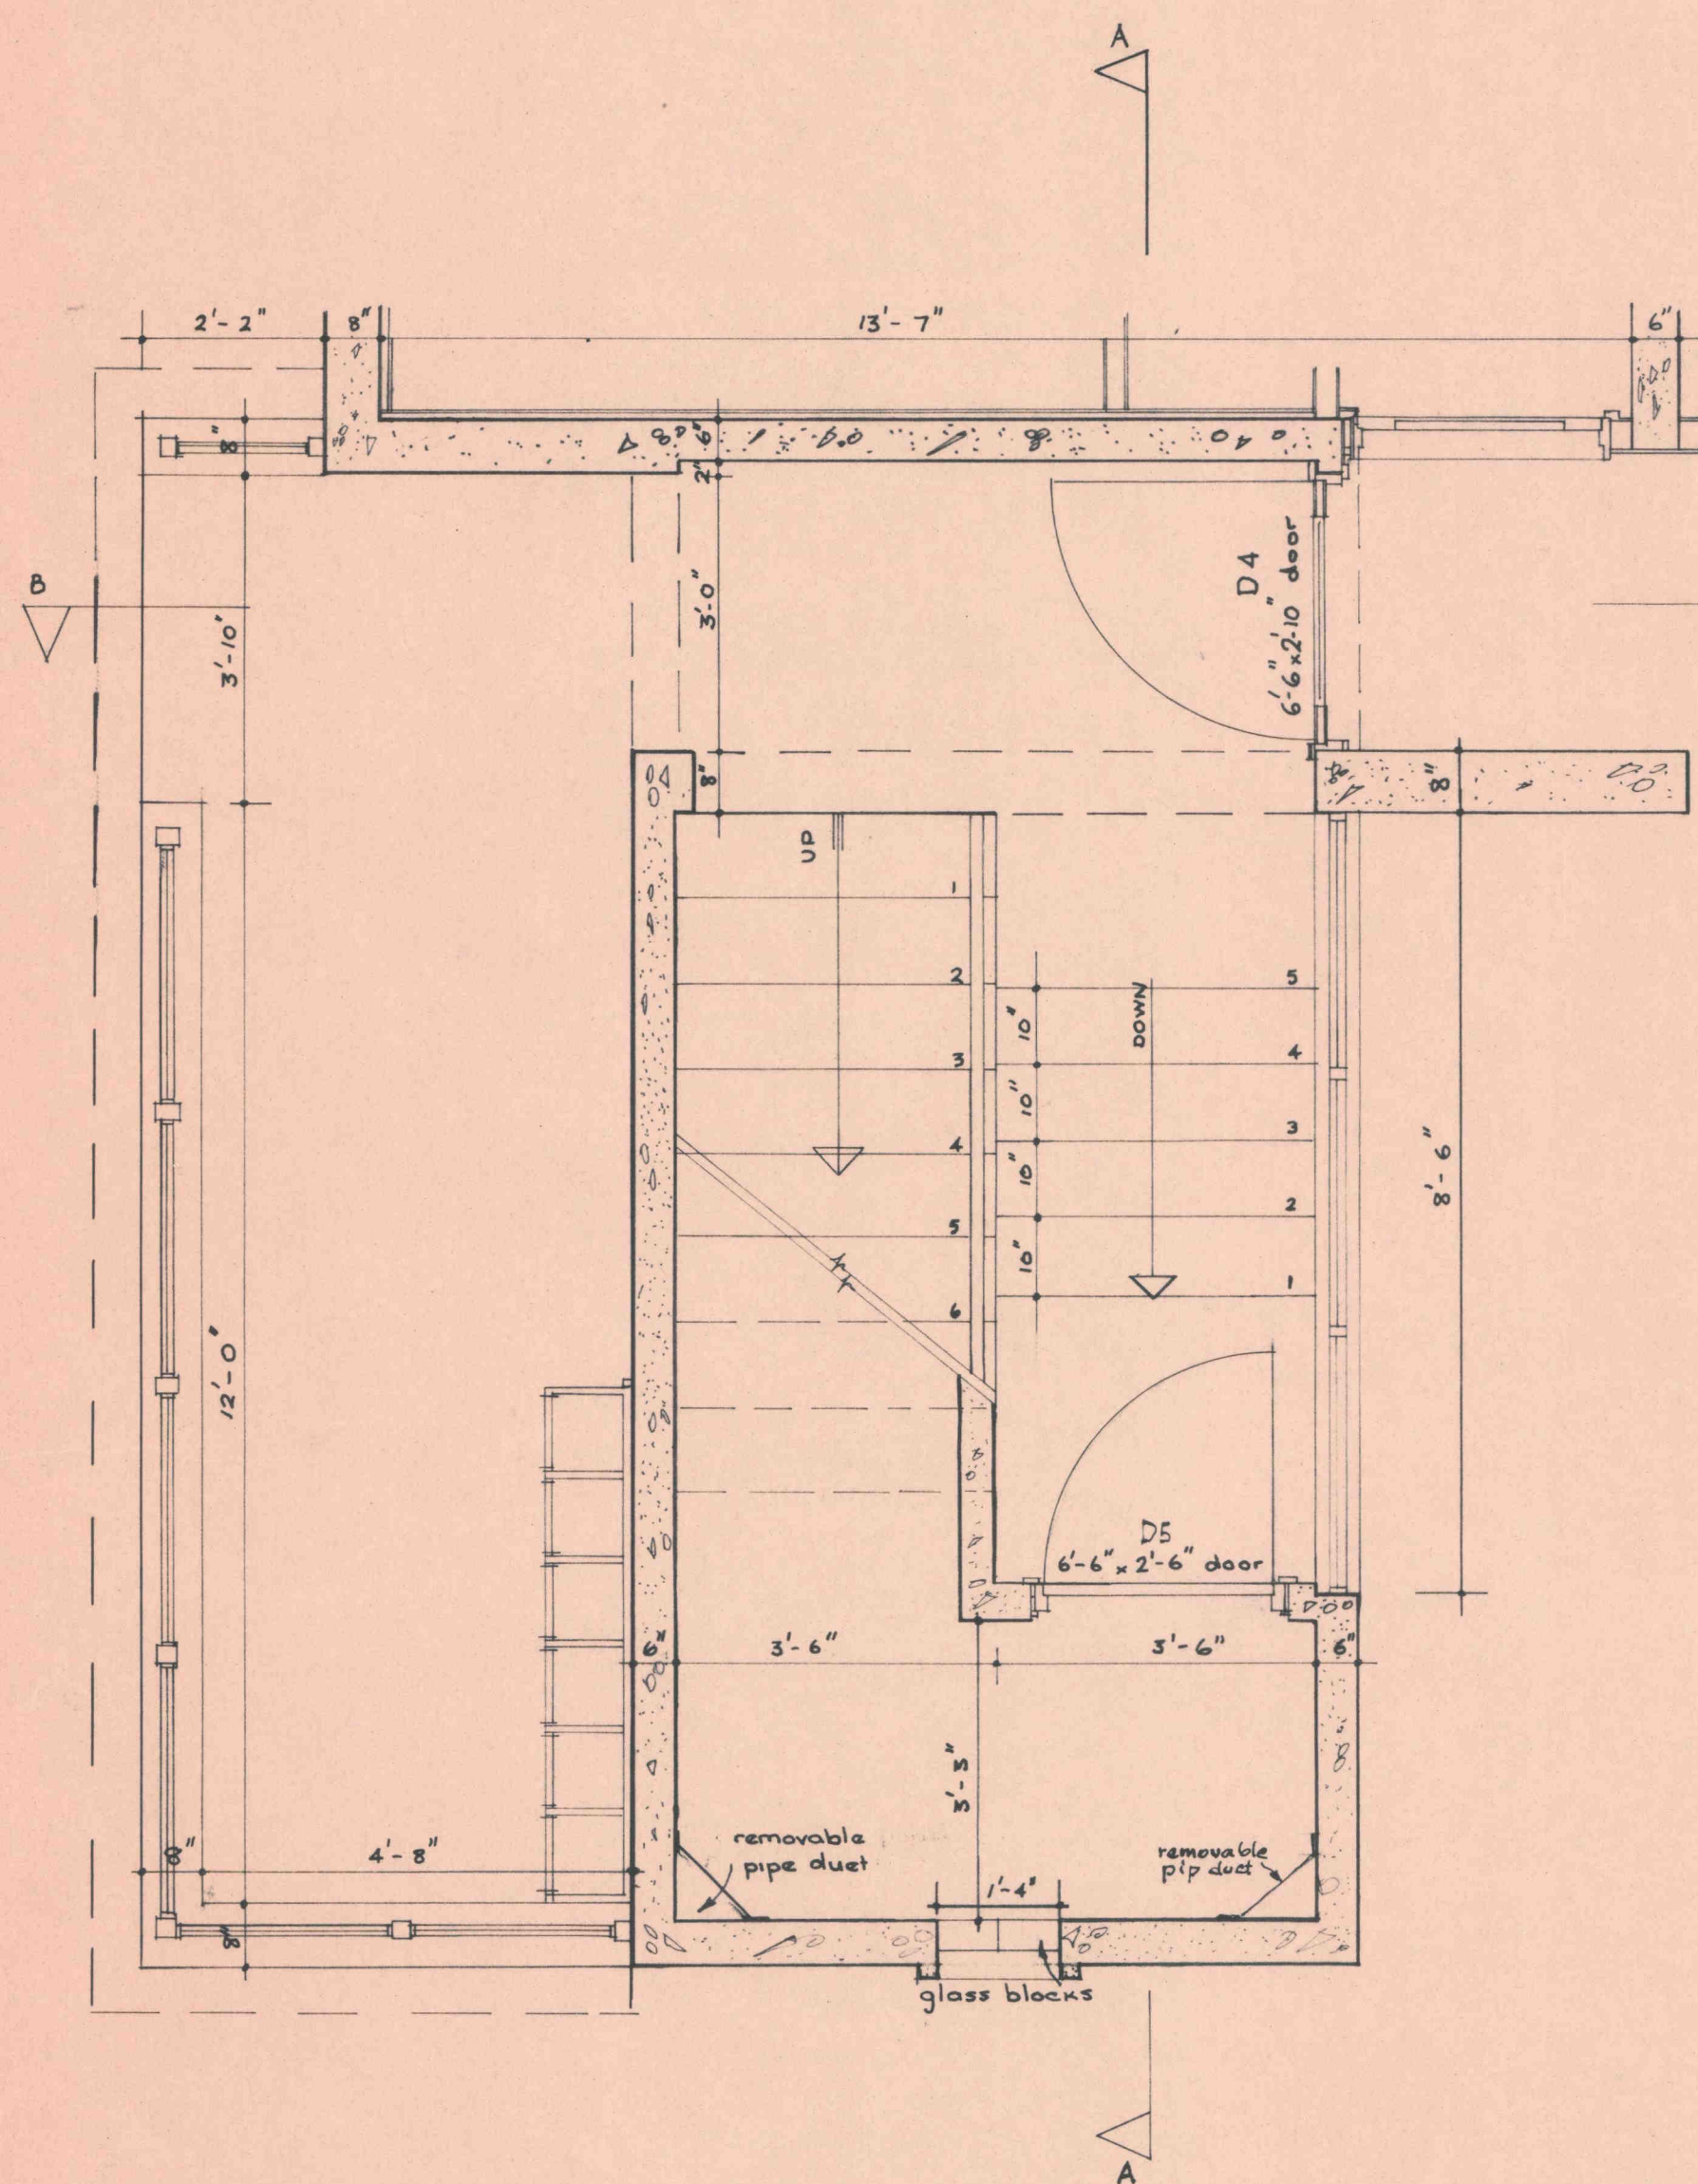 A
2'-2"
8"
13'-7"
6"
8"
6"
2"
B
3'-10"
3'-0"
D4
6'-6"x2'-10" door
8"
8"
UP
1
2
3
4
5
6
5
4
3
2
1
10"
10"
10"
10"
DOWN
8'-6"
12'-0"
D5
6'-6" x 2'-6" door
6"
3'-6"
3'-6"
6"
8"
4'-8"
removable
pipe duct
removable
pip duct
1'-4"
8"
glass blocks
A